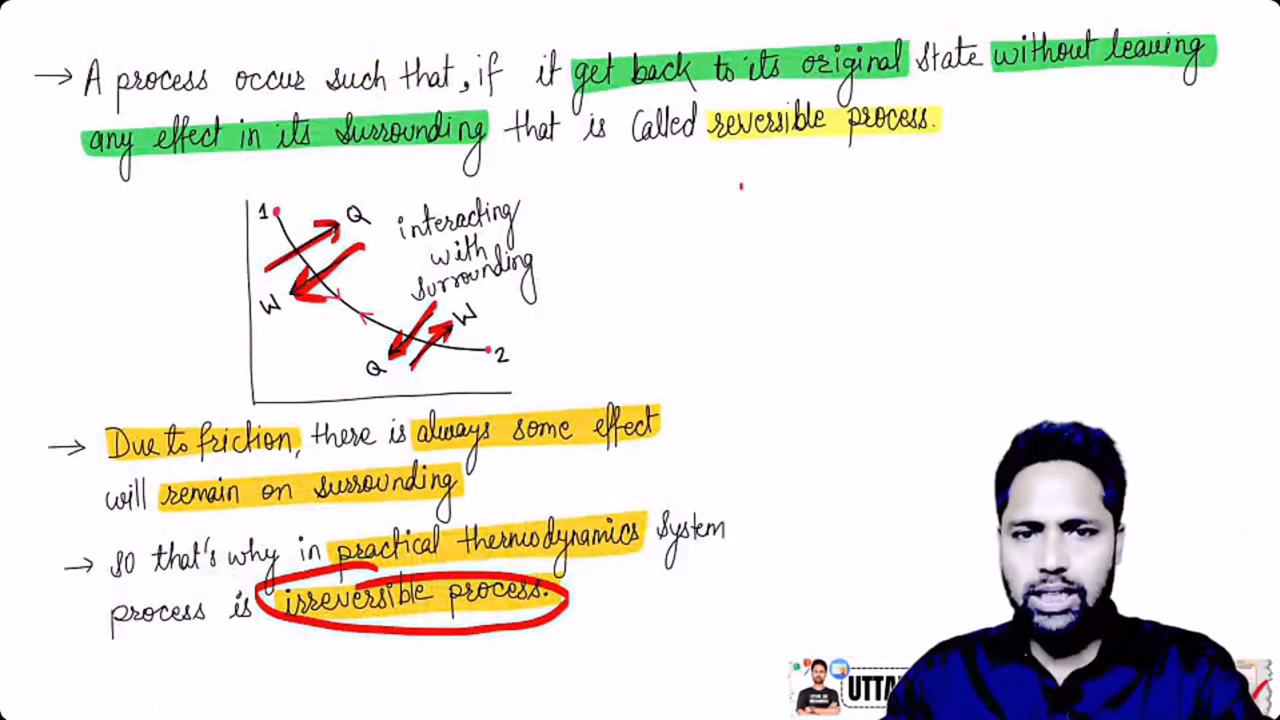 → A process occur such that, if it get back to its original state without leaving
any effect in its surrounding that is called reversible process.
1
Q
interacting
with
surrounding
W
W
Q
2
→ Due to friction, there is always some effect
will remain on surrounding
→ so that's why in practical thermodynamics system
process is irreversible process.